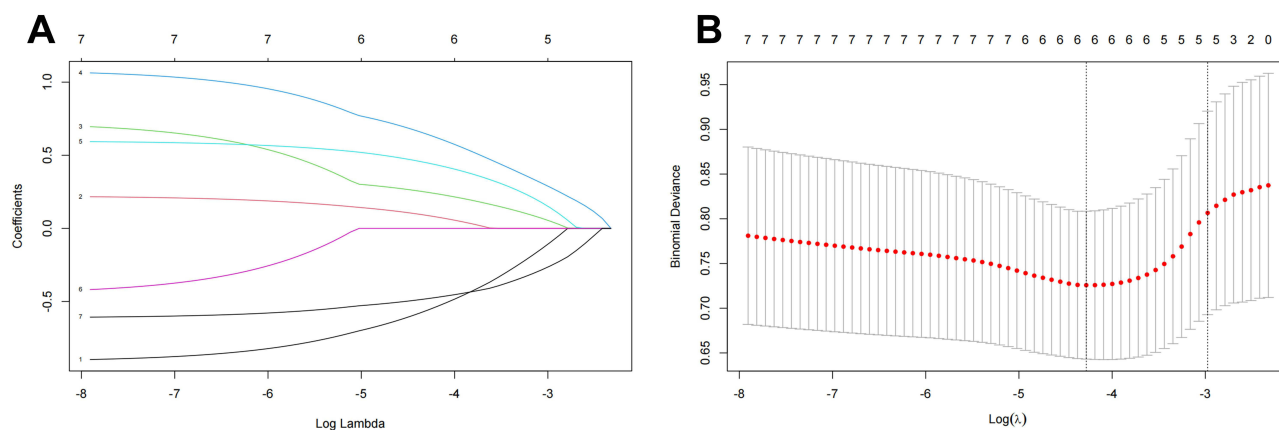 A
7 7 7 6 6 5
1.0
0.5
0.0
-0.5
Coefficients
4
3
5
2
6
7
1
-8 -7 -6 -5 -4 -3
Log Lambda
B
7 7 7 7 7 7 7 7 7 7 7 7 7 7 7 7 6 6 6 6 6 6 6 6 5 5 5 5 3 2 0
0.95
0.90
0.85
0.80
0.75
0.70
0.65
Binomial Deviance
-8 -7 -6 -5 -4 -3
Log(λ)